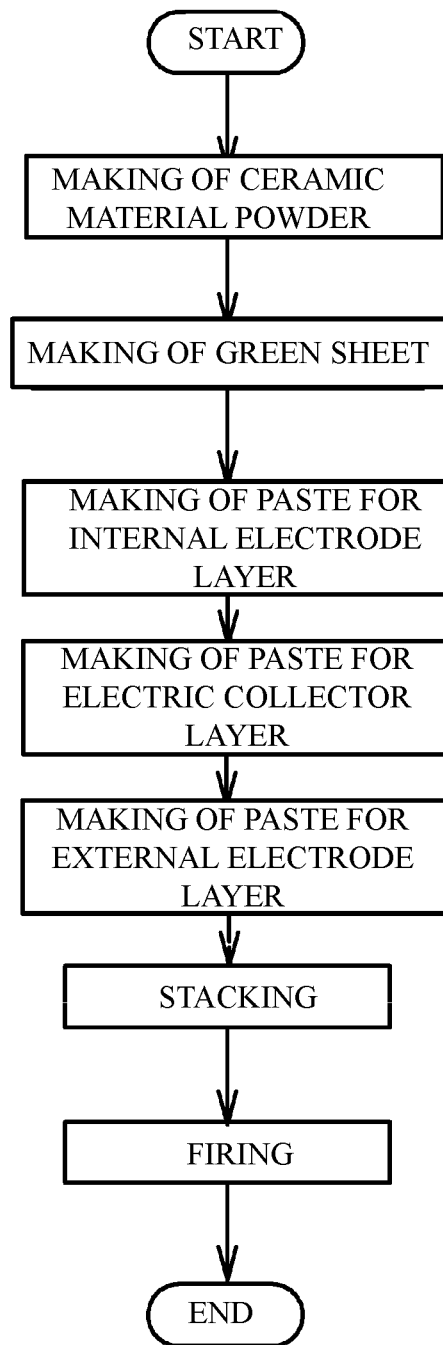 START
MAKING OF CERAMIC
MATERIAL POWDER
MAKING OF GREEN SHEET
MAKING OF PASTE FOR
INTERNAL ELECTRODE
LAYER
MAKING OF PASTE FOR
ELECTRIC COLLECTOR
LAYER
MAKING OF PASTE FOR
EXTERNAL ELECTRODE
LAYER
STACKING
FIRING
END